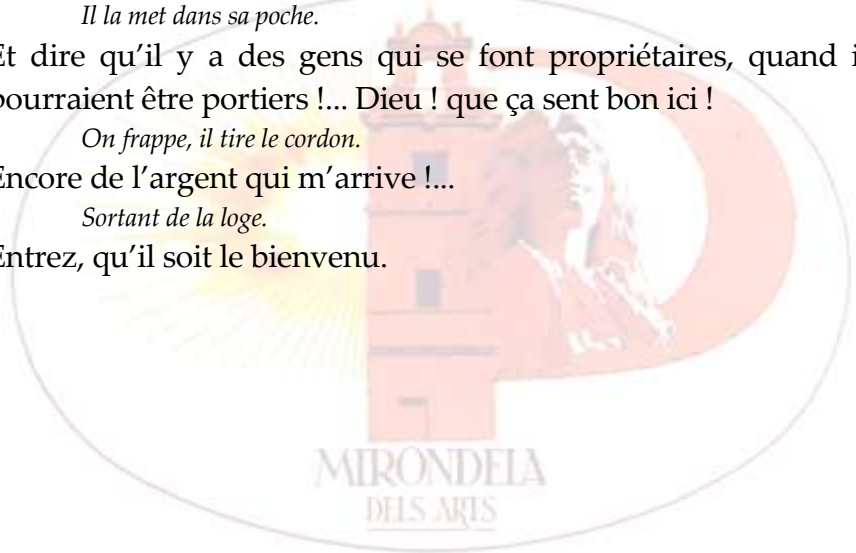 Il la met dans sa poche.
Et dire qu’il y a des gens qui se font propriétaires, quand
pourraient être portiers !... Dieu ! que ça sent bon ici !
On frappe, il tire le cordon.
Encore de l’argent qui m’arrive !...
Sortant de la loge.
Entrez, qu’il soit le bienvenu.
MIRONDELA
DELS ARTS